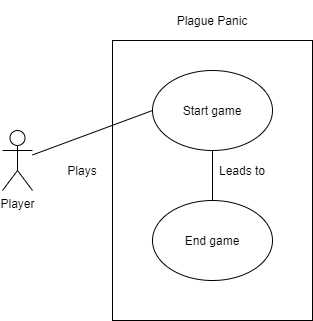 Plague Panic
Start game
Plays
Leads to
Player
End game